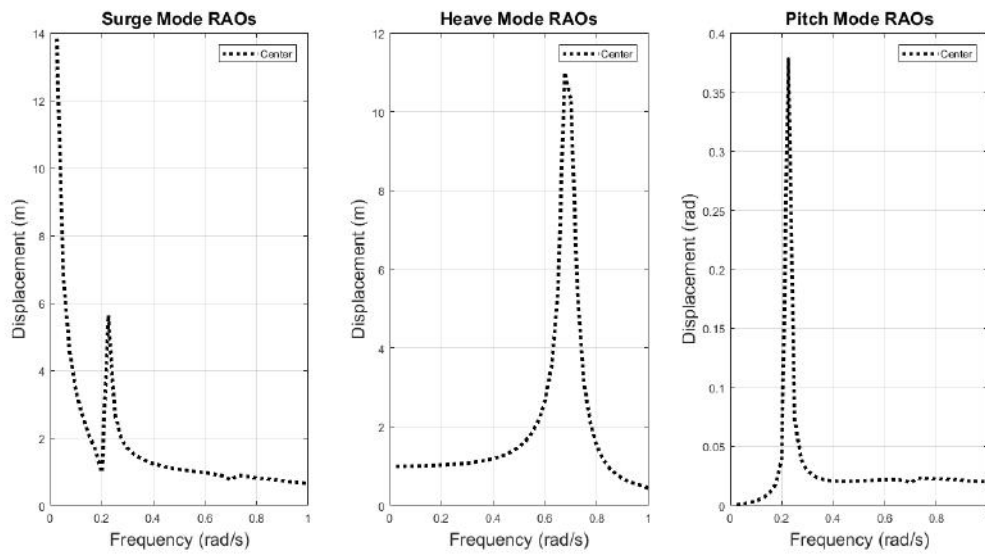 Surge Mode RAOs
Center
Displacement (m)
14
12
10
8
6
4
2
0
0 0.2 0.4 0.6 0.8 1
Frequency (rad/s)
Heave Mode RAOs
Center
Displacement (m)
12
10
8
6
4
2
0
0 0.2 0.4 0.6 0.8 1
Frequency (rad/s)
Pitch Mode RAOs
Center
Displacement (rad)
0.4
0.35
0.3
0.25
0.2
0.15
0.1
0.05
0
0 0.2 0.4 0.6 0.8
Frequency (rad/s)